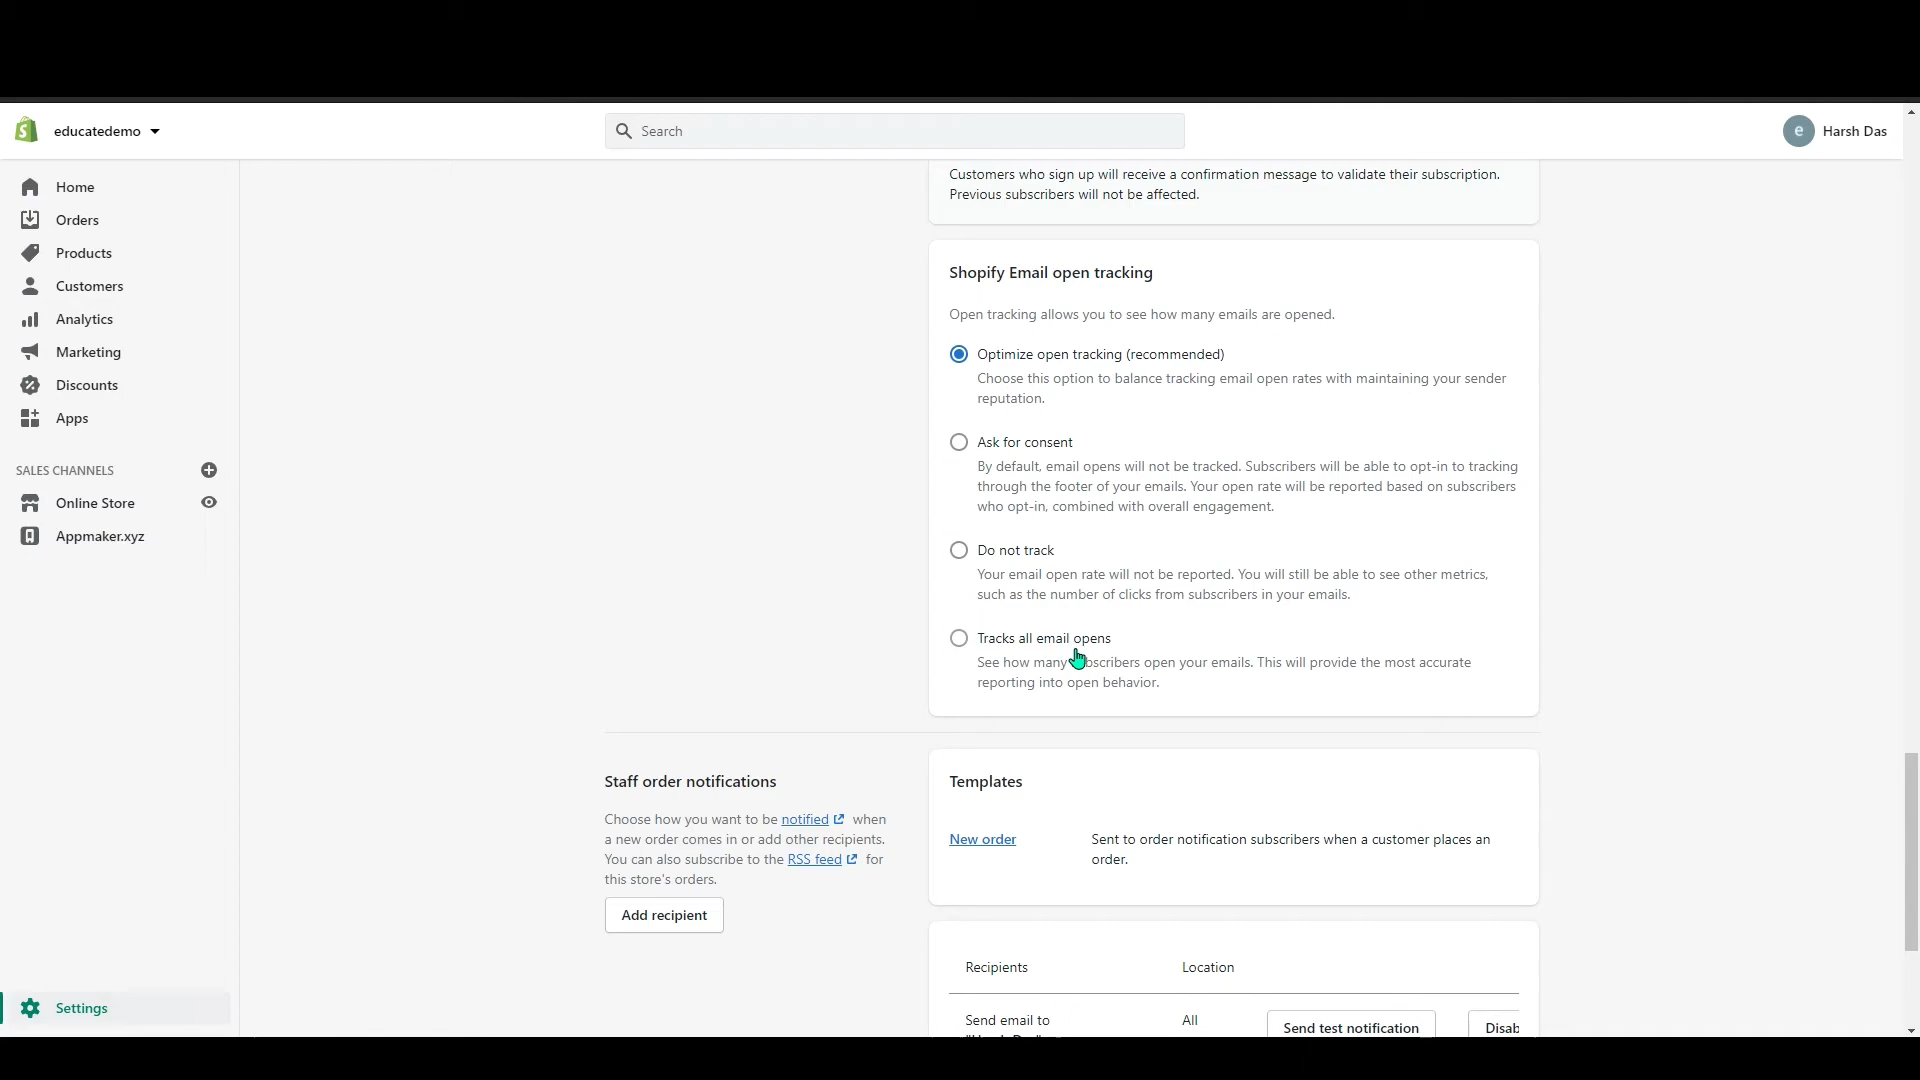 educatedemo
Search
e
Harsh Das
Home
Orders
Products
Customers
Analytics
Marketing
Discounts
Apps
SALES CHANNELS
Online Store
Appmaker.xyz
Settings
Customers who sign up will receive a confirmation message to validate their subscription.
Previous subscribers will not be affected.
Shopify Email open tracking
Open tracking allows you to see how many emails are opened.
Optimize open tracking (recommended)
Choose this option to balance tracking email open rates with maintaining your sender
reputation.
Ask for consent
By default, email opens will not be tracked. Subscribers will be able to opt-in to tracking
through the footer of your emails. Your open rate will be reported based on subscribers
who opt-in, combined with overall engagement.
Do not track
Your email open rate will not be reported. You will still be able to see other metrics,
such as the number of clicks from subscribers in your emails.
Tracks all email opens
See how many bscribers open your emails. This will provide the most accurate
reporting into open behavior.
Staff order notifications
Choose how you want to be notified when
a new order comes in or add other recipients.
You can also subscribe to the RSS feed for
this store's orders.
Add recipient
Templates
New order
Sent to order notification subscribers when a customer places an
order.
Recipients
Location
Send email to
All
Send test notification
Disab